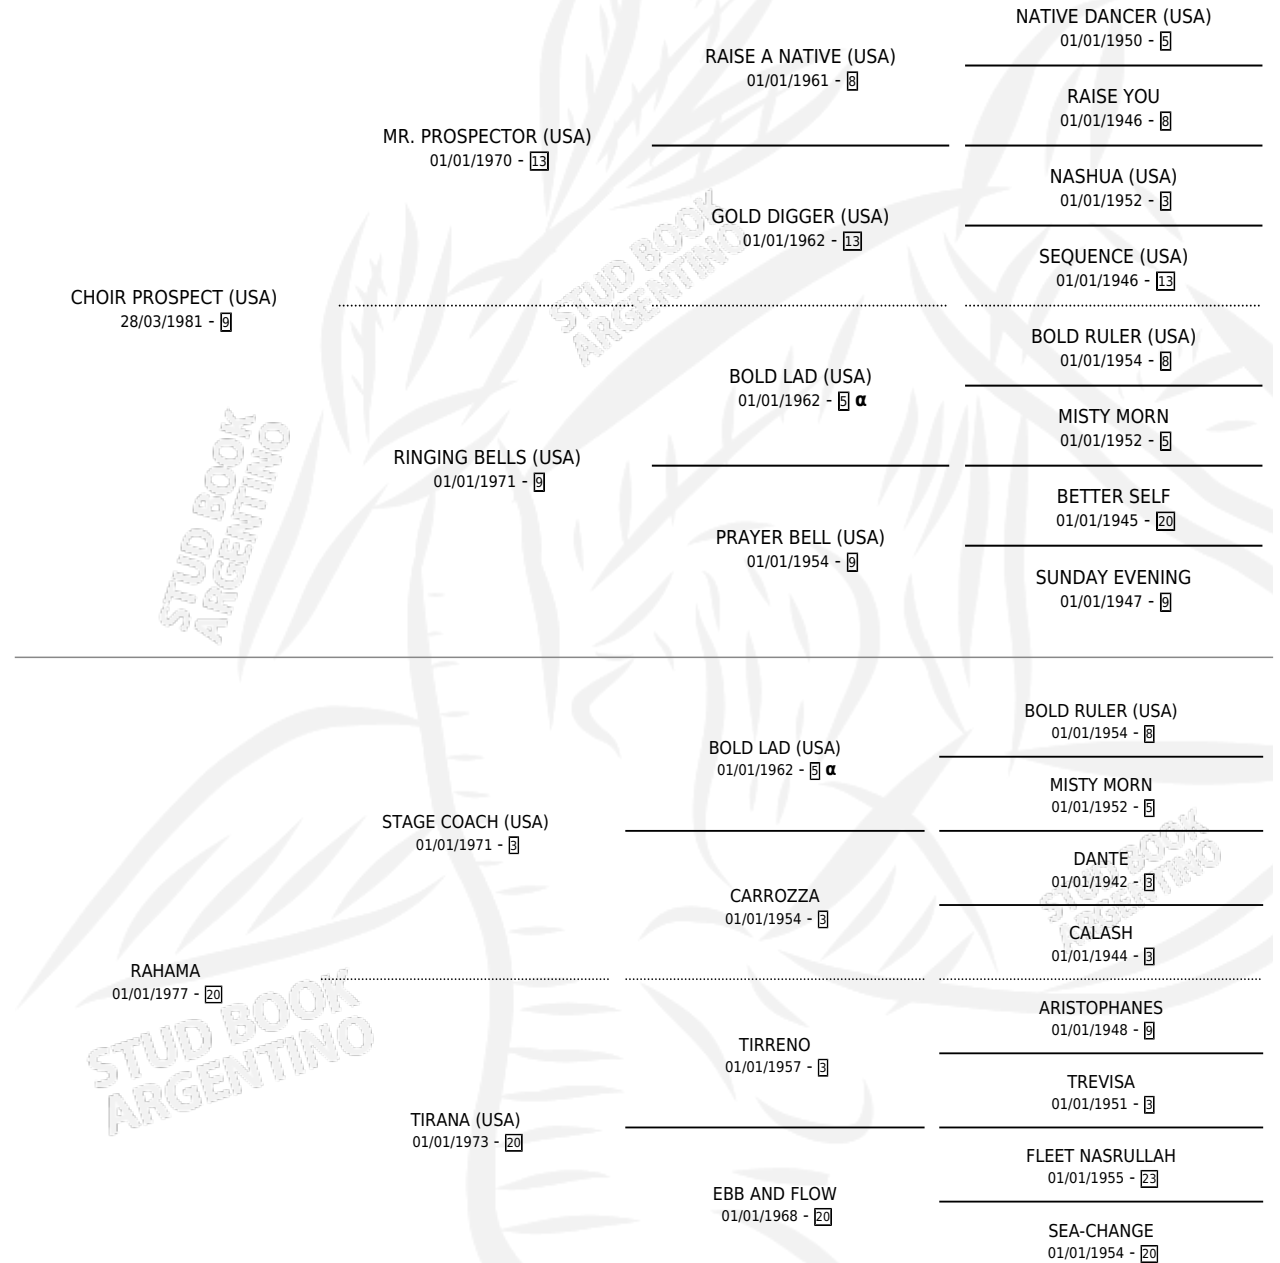 NATIVE DANCER (USA)
01/01/1950 - 5
RAISE A NATIVE (USA)
01/01/1961 - 8
RAISE YOU
01/01/1946 - 8
MR. PROSPECTOR (USA)
01/01/1970 - 13
NASHUA (USA)
01/01/1952 - 3
GOLD DIGGER (USA)
01/01/1962 - 13
SEQUENCE (USA)
01/01/1946 - 13
CHOIR PROSPECT (USA)
28/03/1981 - 9
BOLD RULER (USA)
01/01/1954 - 8
BOLD LAD (USA)
01/01/1962 - 5 α
MISTY MORN
01/01/1952 - 5
RINGING BELLS (USA)
01/01/1971 - 9
BETTER SELF
01/01/1945 - 20
PRAYER BELL (USA)
01/01/1954 - 9
SUNDAY EVENING
01/01/1947 - 9
BOLD RULER (USA)
01/01/1954 - 8
BOLD LAD (USA)
01/01/1962 - 5 α
MISTY MORN
01/01/1952 - 5
STAGE COACH (USA)
01/01/1971 - 3
DANTE
01/01/1942 - 3
CARROZZA
01/01/1954 - 3
CALASH
01/01/1944 - 3
RAHAMA
01/01/1977 - 20
ARISTOPHANES
01/01/1948 - 9
TIRRENO
01/01/1957 - 3
TREVISA
01/01/1951 - 3
TIRANA (USA)
01/01/1973 - 20
FLEET NASRULLAH
01/01/1955 - 23
EBB AND FLOW
01/01/1968 - 20
SEA-CHANGE
01/01/1954 - 20
STUD BOOK
ARGENTINO
STUD BOOK
ARGENTINO
STUD BOOK
ARGENTINO
STUD BOOK
ARGENTINO